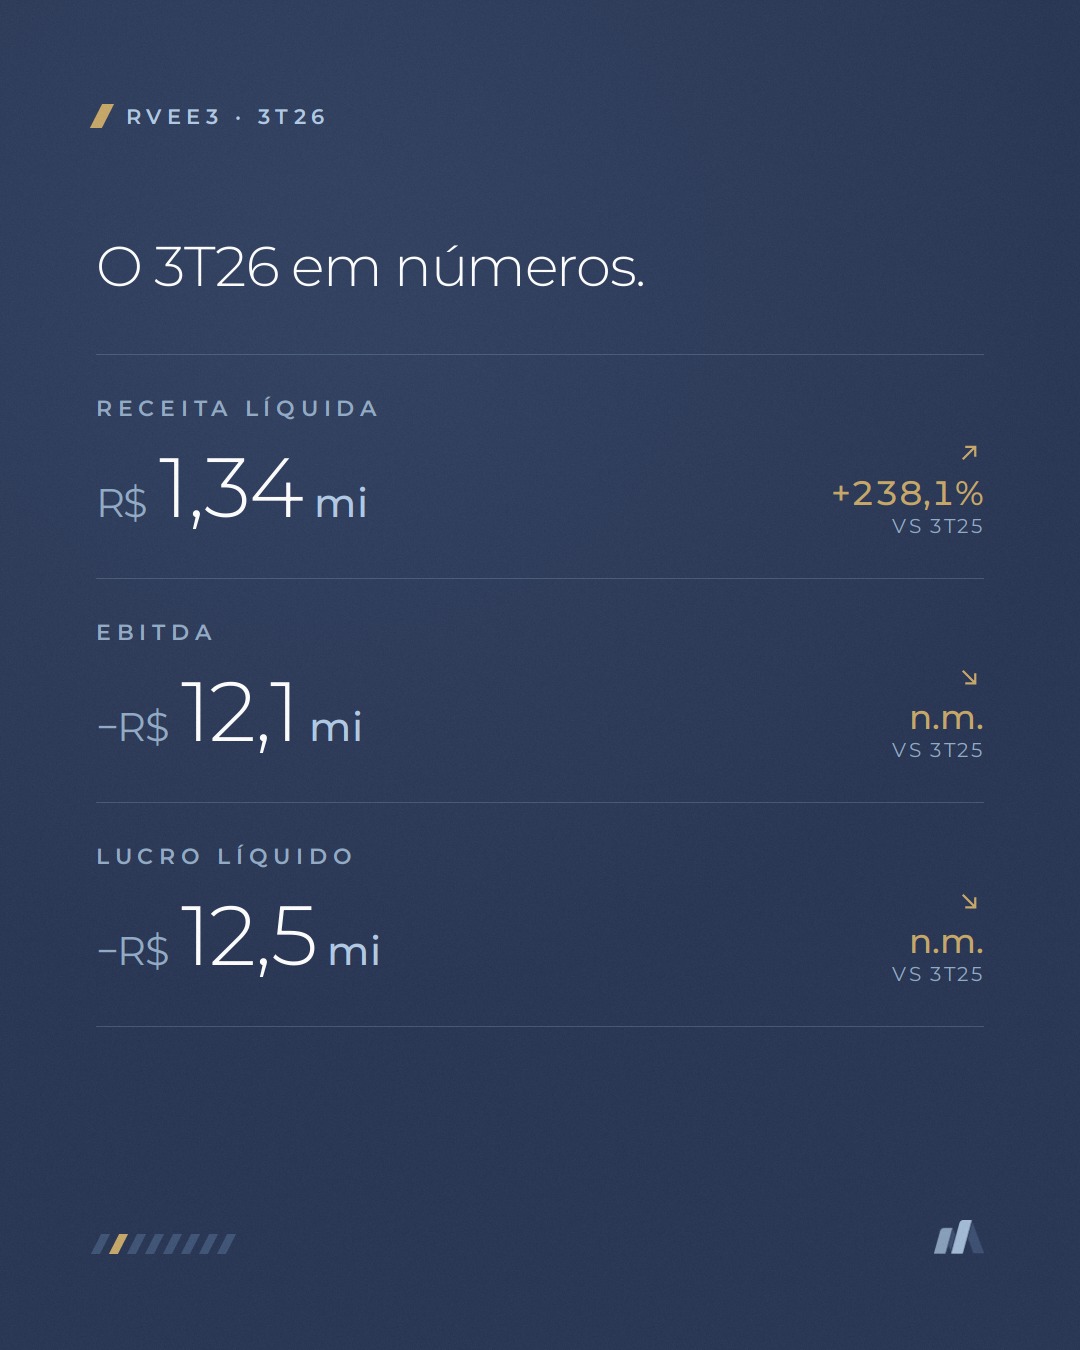 RVEE3 · 3T26
O 3T26 em números.
RECEITA LÍQUIDA
R$ 1,34 mi
↗
+238,1%
VS 3T25
EBITDA
−R$ 12,1 mi
↘
n.m.
VS 3T25
LUCRO LÍQUIDO
−R$ 12,5 mi
↘
n.m.
VS 3T25